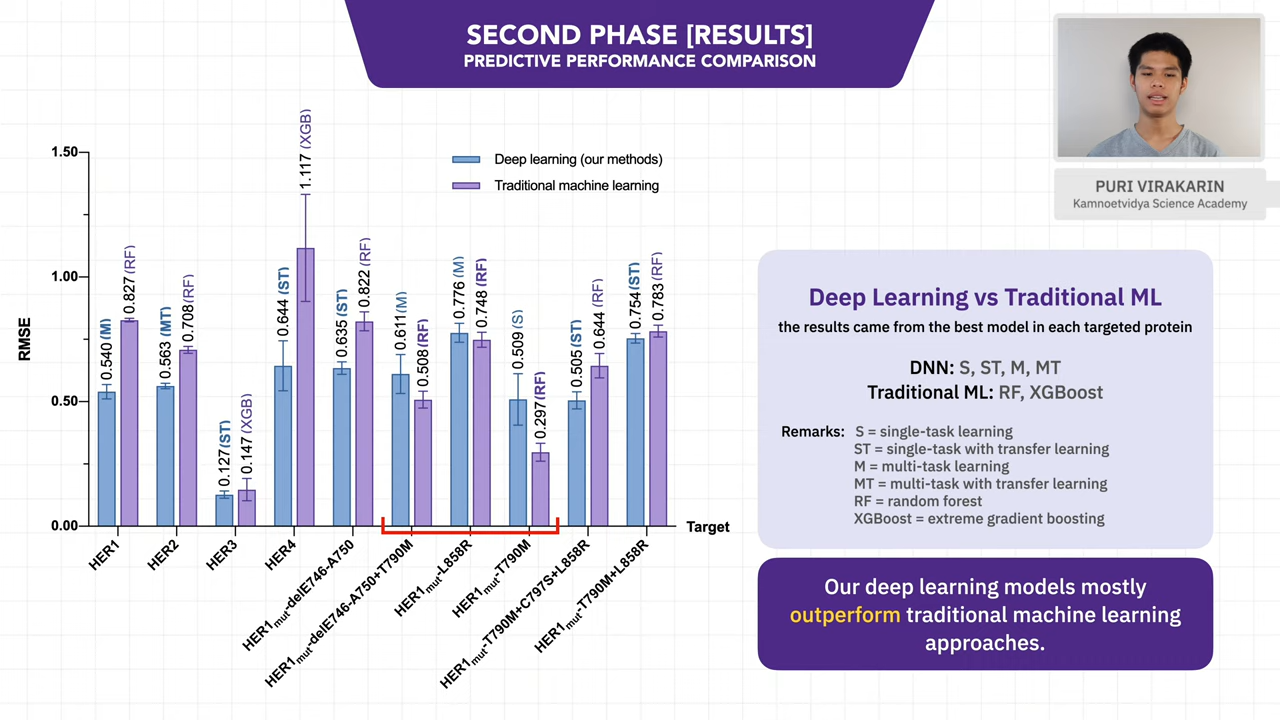 SECOND PHASE [RESULTS]
PREDICTIVE PERFORMANCE COMPARISON
PURI VIRAKARIN
Kamnoetvidya Science Academy
RMSE
1.50
1.00
0.50
0.00
Deep learning (our methods)
Traditional machine learning
0.540 (M)
0.827 (RF)
0.563 (MT)
0.708 (RF)
0.127 (ST)
0.147 (XGB)
0.644 (ST)
1.117 (XGB)
0.635 (ST)
0.822 (RF)
0.611 (M)
0.508 (RF)
0.776 (M)
0.748 (RF)
0.509 (S)
0.297 (RF)
0.505 (ST)
0.644 (RF)
0.754 (ST)
0.783 (RF)
Target
HER1
HER2
HER3
HER4
HER1mut-delE746-A750
HER1mut-delE746-A750+T790M
HER1mut-L858R
HER1mut-T790M
HER1mut-T790M+C797S+L858R
HER1mut-T790M+L858R
Deep Learning vs Traditional ML
the results came from the best model in each targeted protein
DNN: S, ST, M, MT
Traditional ML: RF, XGBoost
Remarks: S = single-task learning
ST = single-task with transfer learning
M = multi-task learning
MT = multi-task with transfer learning
RF = random forest
XGBoost = extreme gradient boosting
Our deep learning models mostly
outperform traditional machine learning
approaches.